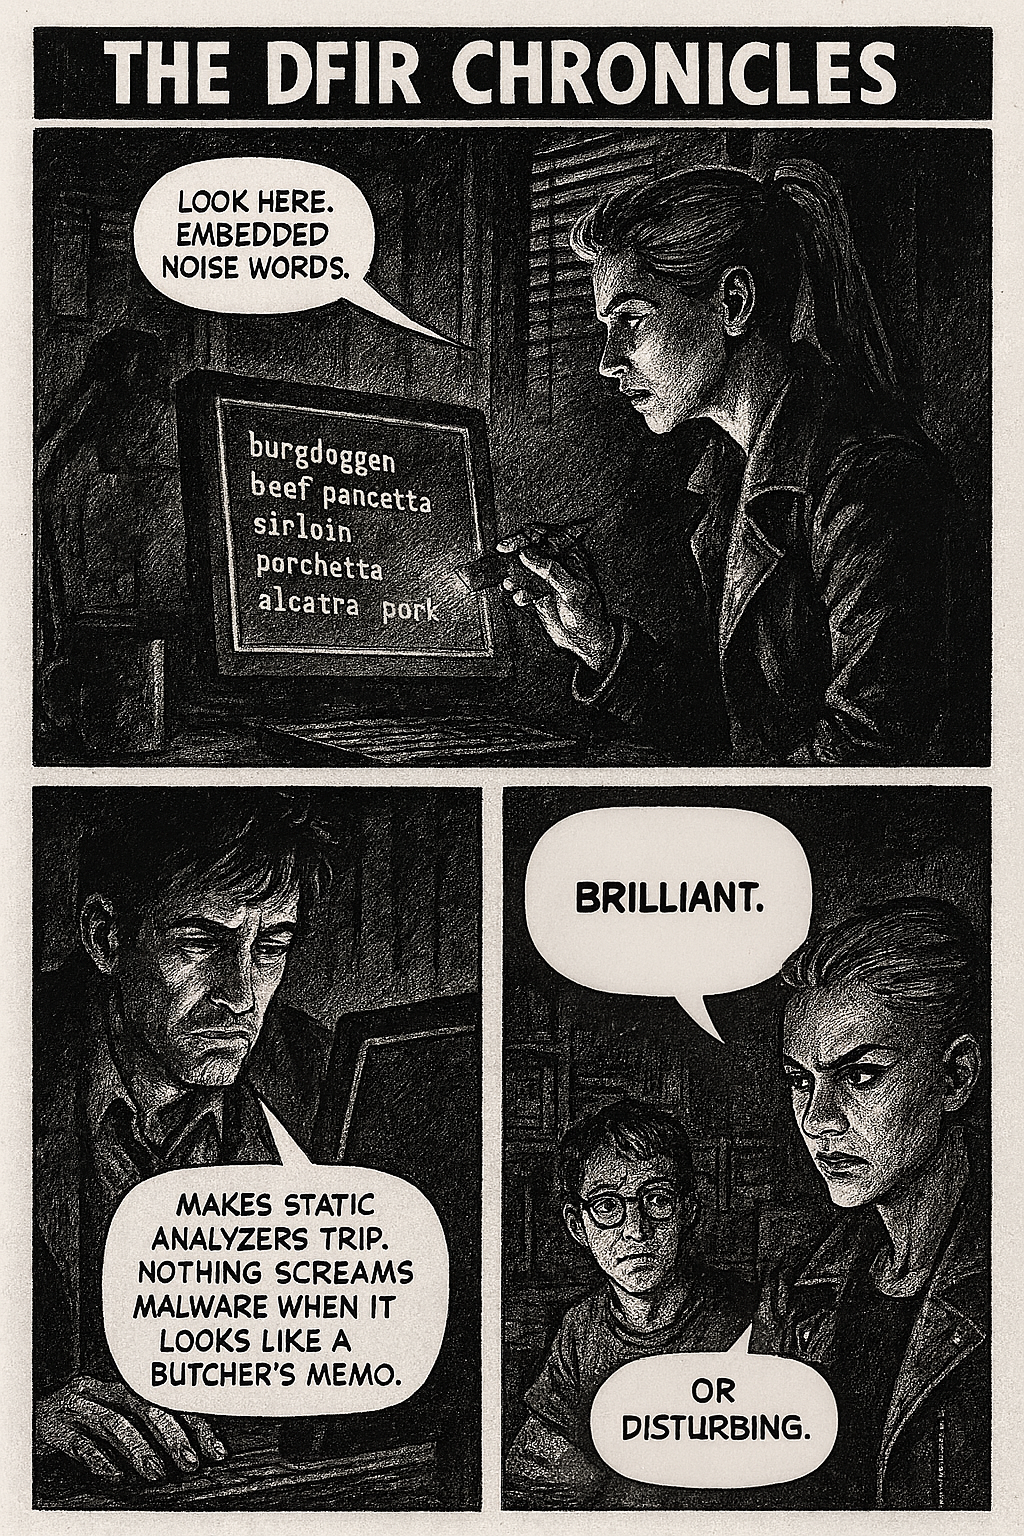 THE DFIR CHRONICLES
LOOK HERE.
EMBEDDED
NOISE WORDS.
burgdoggen
beef pancetta
sirloin
porchetta
alcatra pork
MAKES STATIC
ANALYZERS TRIP.
NOTHING SCREAMS
MALWARE WHEN IT
LOOKS LIKE A
BUTCHER'S MEMO.
BRILLIANT.
OR
DISTURBING.